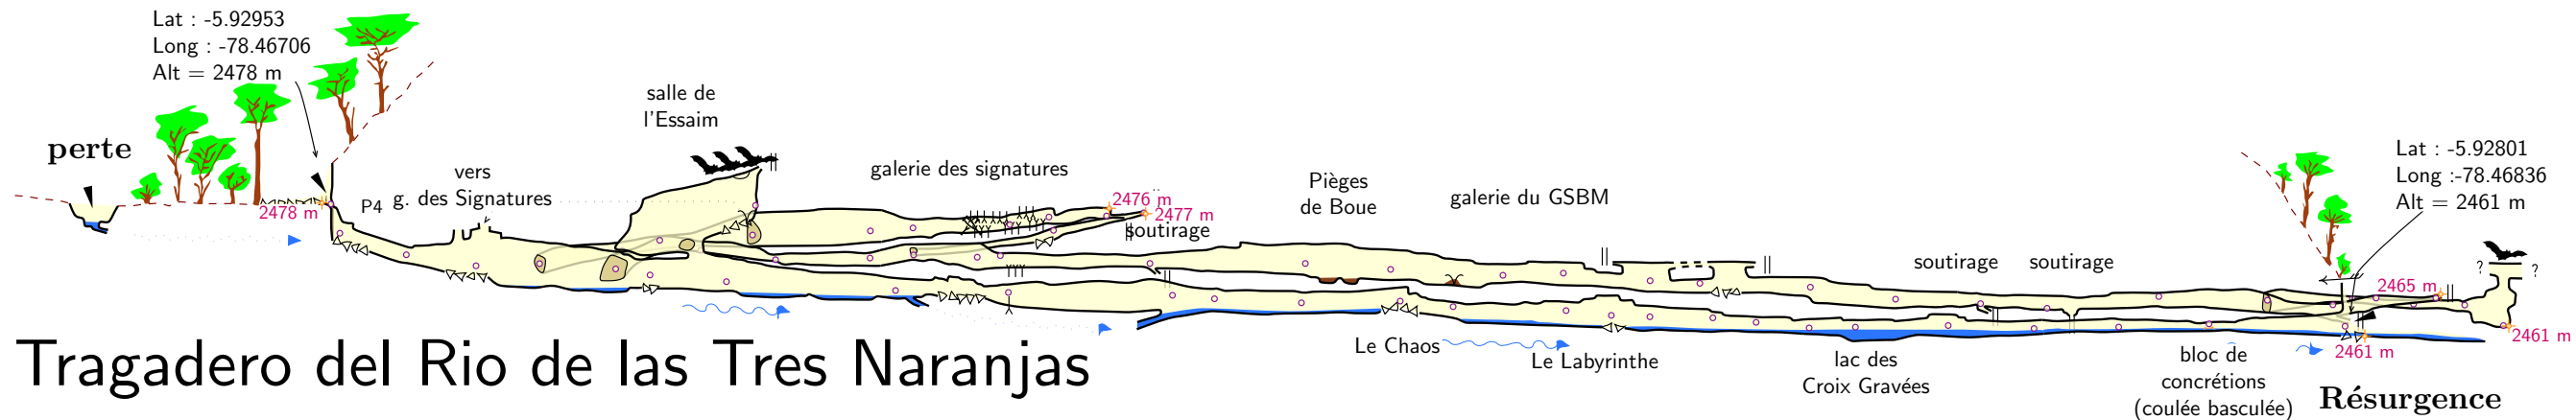 Lat : -5.92953
Long : -78.46706
Alt = 2478 m
perte
2478 m
P4
vers
g. des Signatures
salle de
l'Essaim
galerie des signatures
2476 m
2477 m
soutirage
Pièges
de Boue
galerie du GSBM
soutirage
soutirage
Lat : -5.92801
Long :-78.46836
Alt = 2461 m
?
?
2465 m
2461 m
2461 m
Le Chaos
Le Labyrinthe
lac des
Croix Gravées
bloc de
concrétions
(coulée basculée)
Résurgence
Tragadero del Rio de las Tres Naranjas